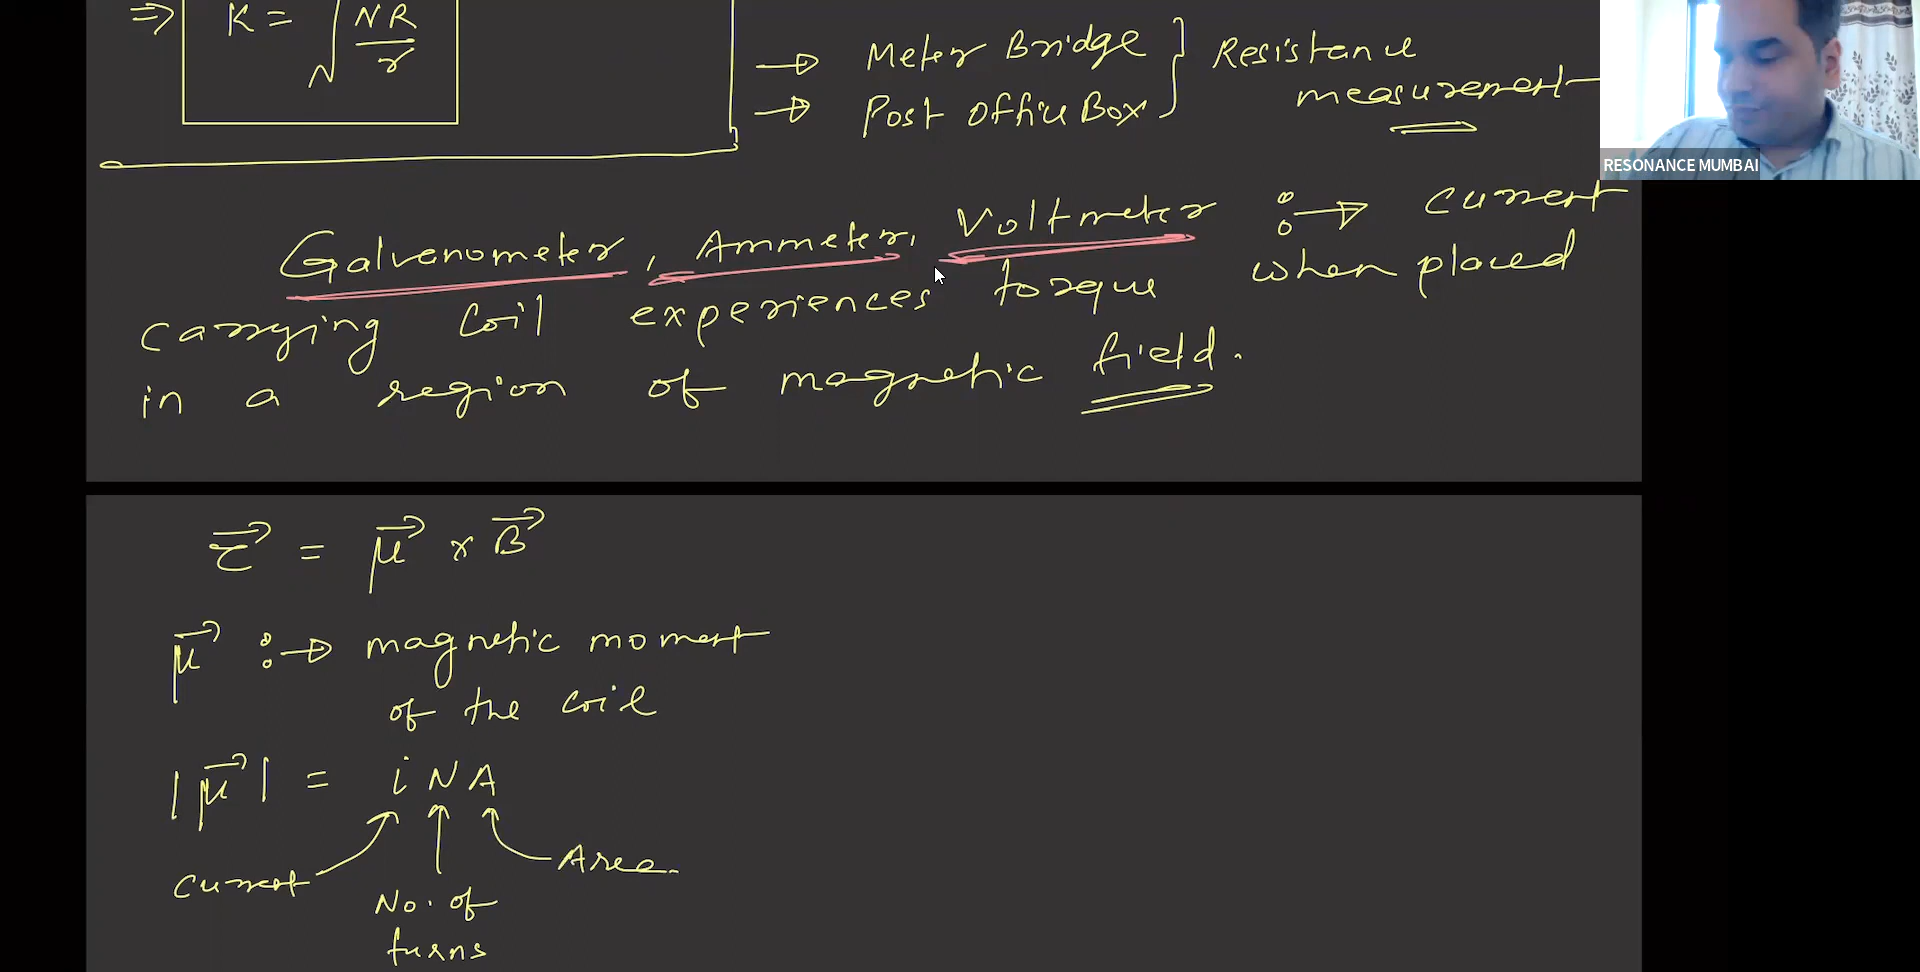 ⇒ K = √(NR/r)
→ Meter Bridge } Resistance
→ Post Office Box measurement
RESONANCE MUMBAI
Galvenometer, Ammeter, Voltmeter :→ current
carrying coil experiences torque when placed
in a region of magnetic field.
τ⃗ = μ⃗ × B⃗
μ⃗ :→ magnetic moment
of the coil
|μ⃗| = i N A
Current
Area
No. of
turns